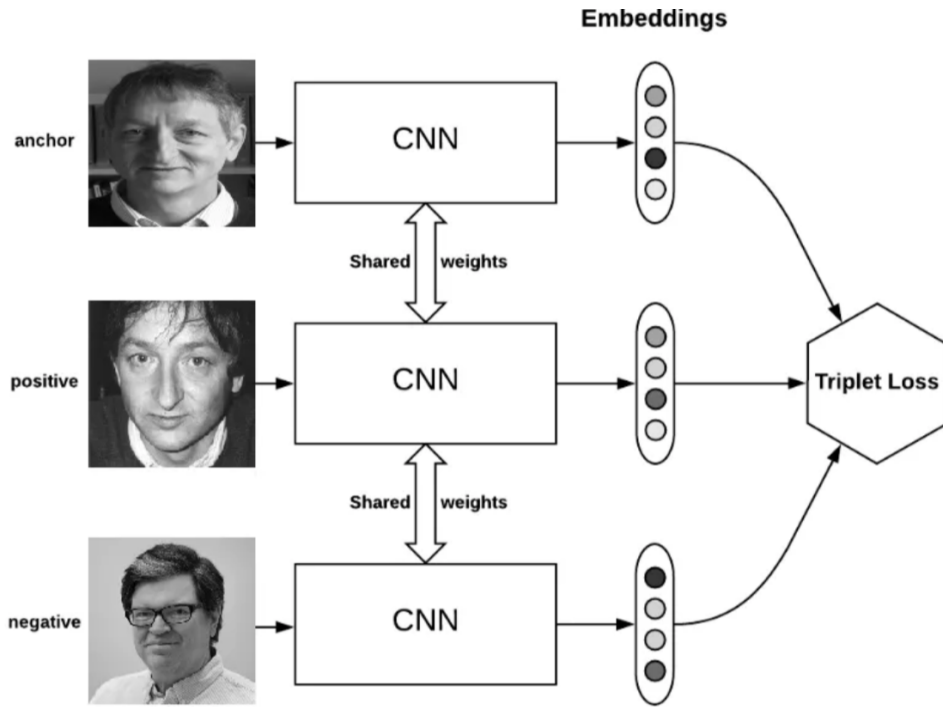 Embeddings
anchor
CNN
Shared weights
positive
CNN
Triplet Loss
Shared weights
negative
CNN